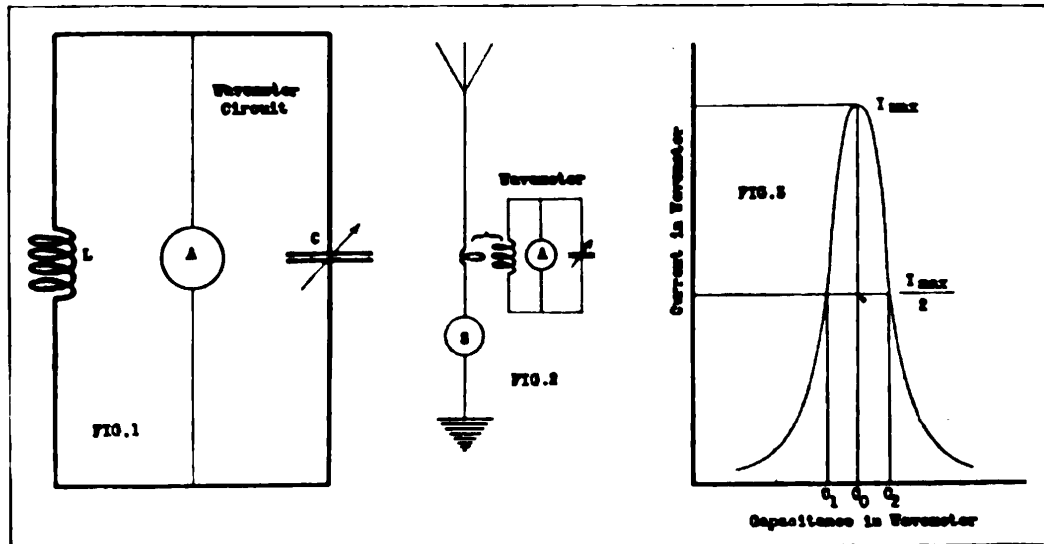 Wavemeter
Circuit
L
A
C
FIG.1
Wavemeter
A
S
FIG.2
Current in Wavemeter
FIG.3
I max
I max
2
C1 C0 C2
Capacitance in Wavemeter